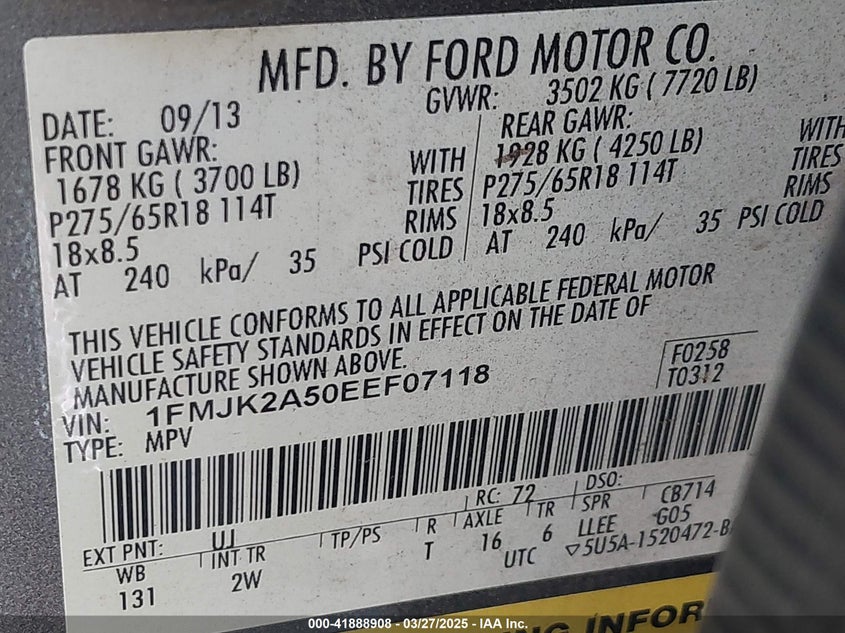 MFD. BY FORD MOTOR CO.
DATE: 09/13 GVWR: 3502 KG ( 7720 LB)
FRONT GAWR: REAR GAWR:
1678 KG ( 3700 LB) WITH 1928 KG ( 4250 LB) WITH
P275/65R18 114T TIRES P275/65R18 114T TIRES
18x8.5 RIMS 18x8.5 RIMS
AT 240 kPa/ 35 PSI COLD AT 240 kPa/ 35 PSI COLD
THIS VEHICLE CONFORMS TO ALL APPLICABLE FEDERAL MOTOR
VEHICLE SAFETY STANDARDS IN EFFECT ON THE DATE OF
MANUFACTURE SHOWN ABOVE.
VIN: 1FMJK2A50EEF07118 F0258
TYPE: MPV T0312
EXT PNT: UJ RC: 72 DSO:
WB INT TR TP/PS R AXLE TR SPR CB714
131 2W T 16 6 LLEE G05
UTC 5U5A-1520472-B
INFOR
000-41888908 - 03/27/2025 - IAA Inc.